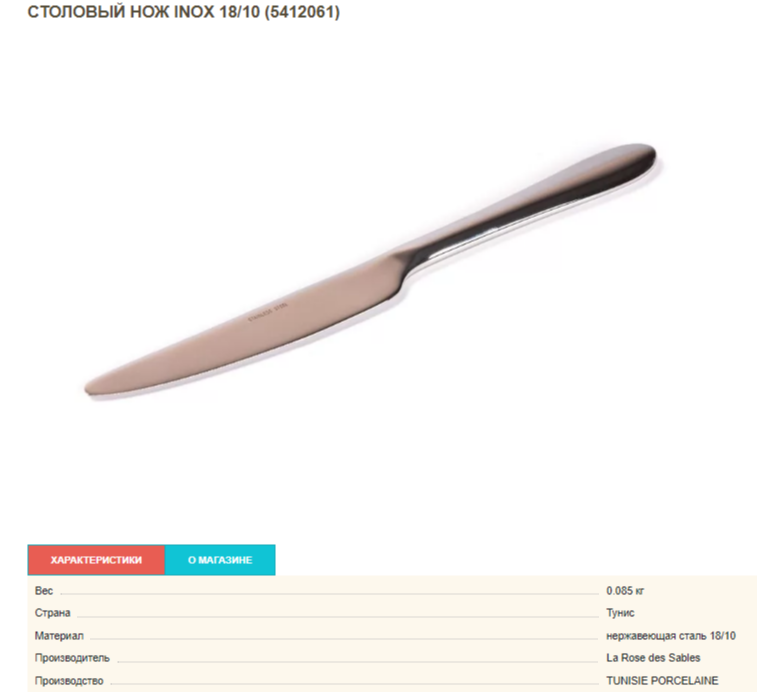 СТОЛОВЫЙ НОЖ INOX 18/10 (5412061)
ХАРАКТЕРИСТИКИ О МАГАЗИНЕ
Вес 0.085 кг
Страна Тунис
Материал нержавеющая сталь 18/10
Производитель La Rose des Sables
Производство TUNISIE PORCELAINE